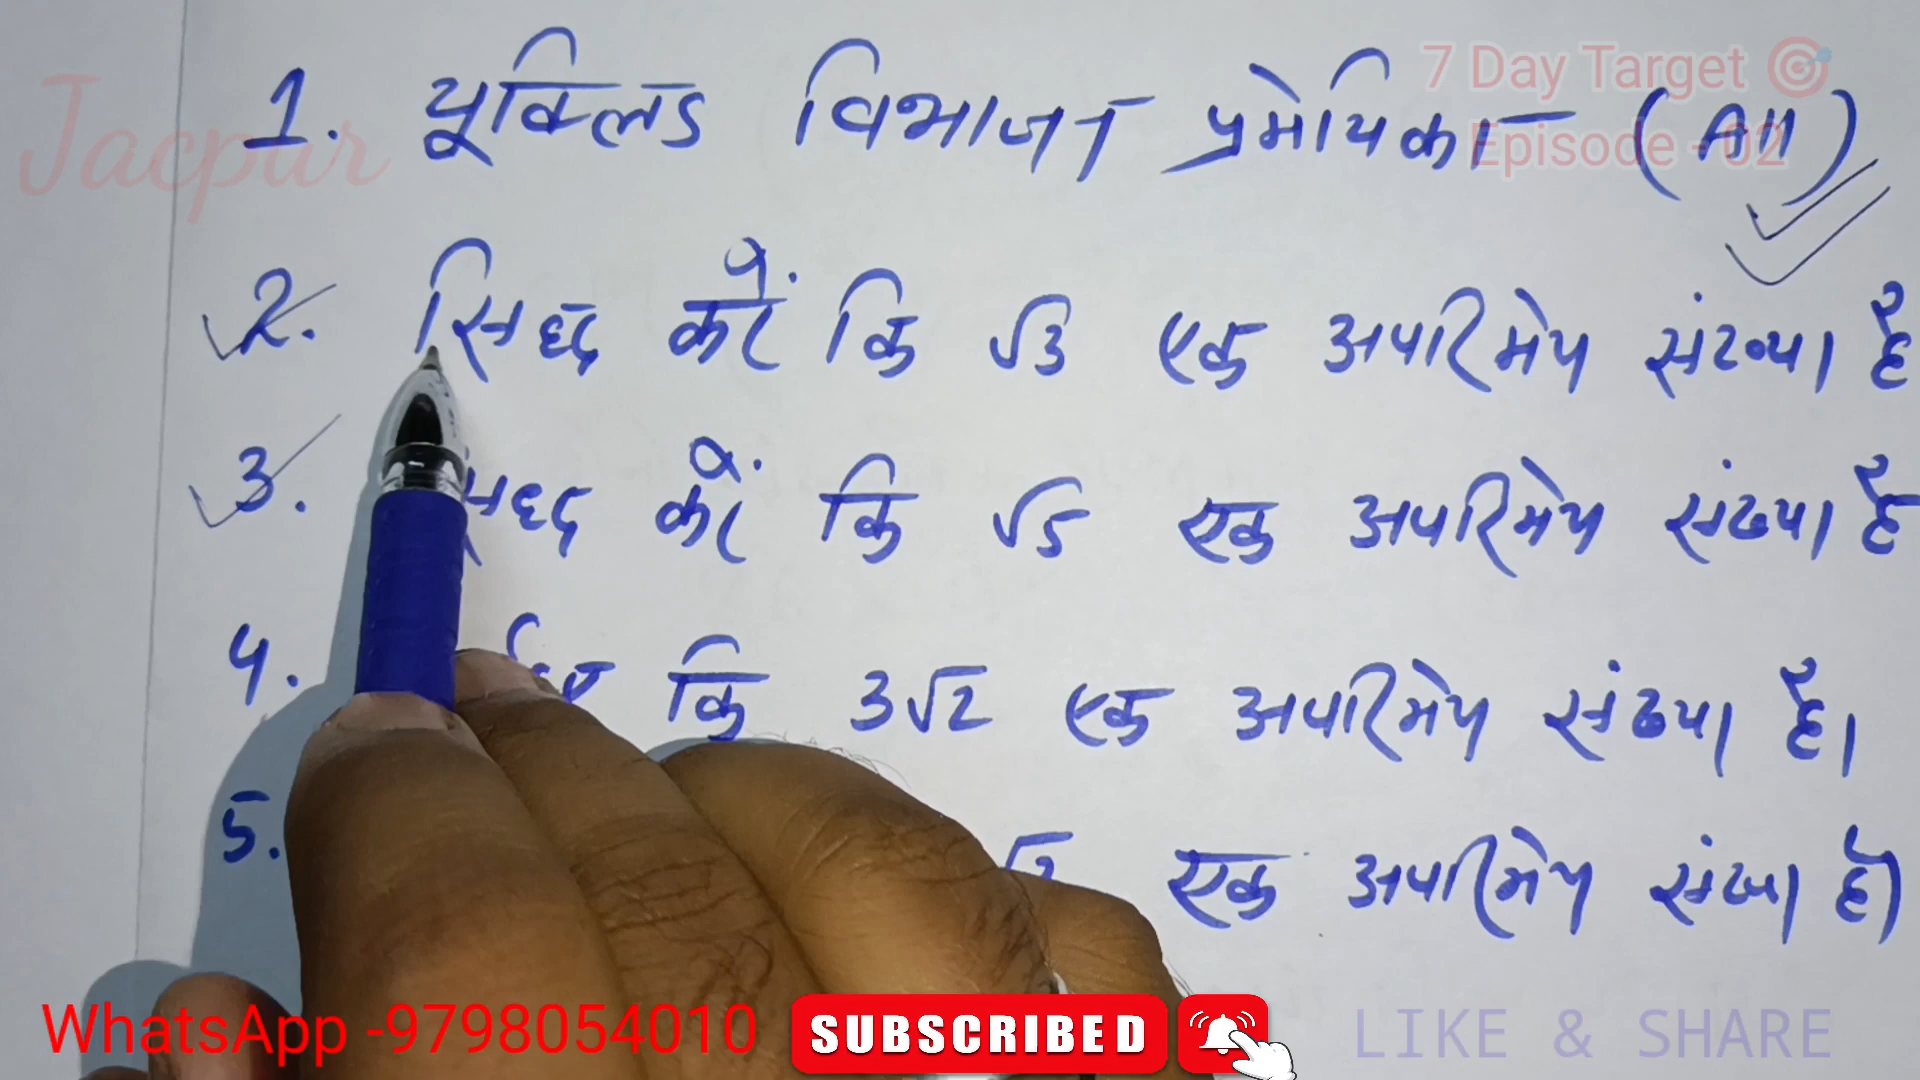 7 Day Target
Episode - 02
Jacpur
1. यूक्लिड विभाजन प्रमेयिका (All)
2. सिध्द करें कि √3 एक अपरिमेय संख्या है
3. करें कि √5 एक अपरिमेय संख्या है
4. कि 3√2 एक अपरिमेय संख्या है।
5. एक अपरिमेय संख्या है।
WhatsApp -9798054010 SUBSCRIBED LIKE & SHARE